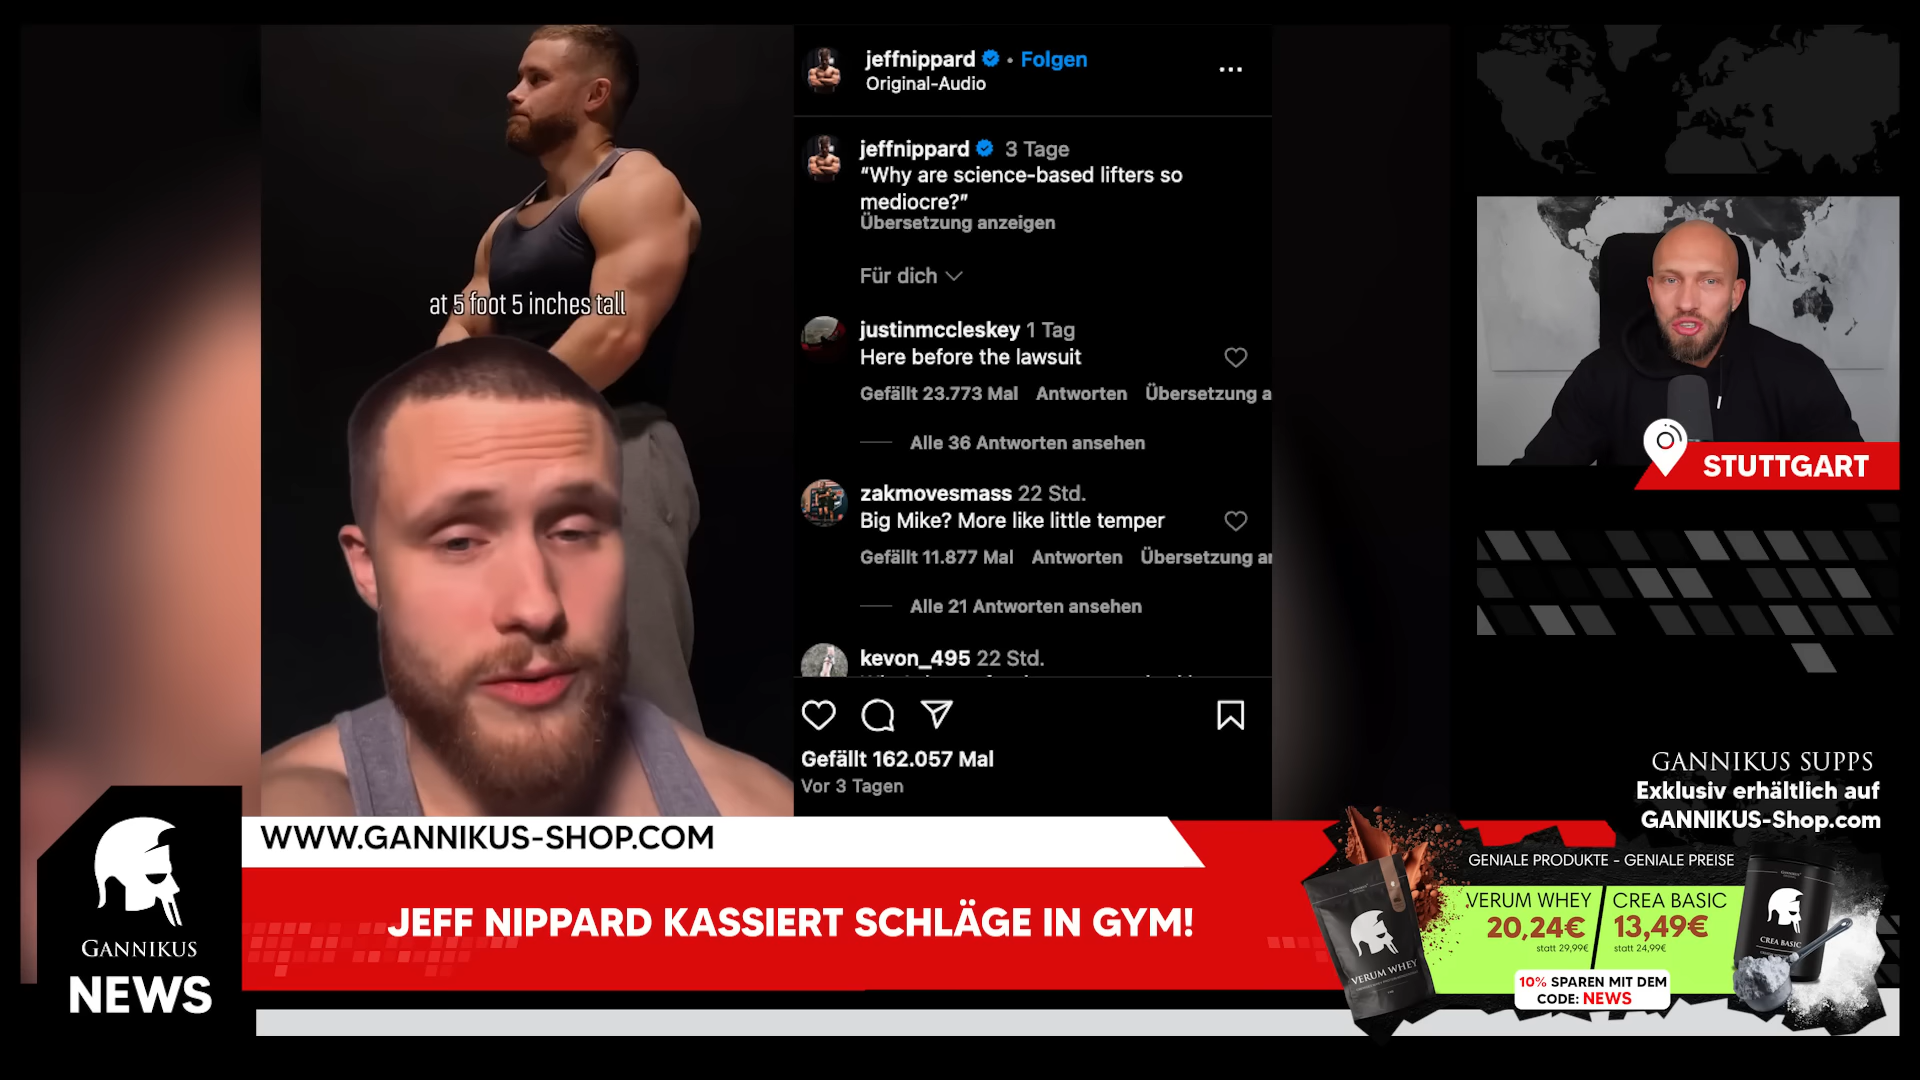 at 5 foot 5 inches tall
jeffnippard • Folgen
Original-Audio
jeffnippard 3 Tage
“Why are science-based lifters so
mediocre?”
Übersetzung anzeigen
Für dich
justinmccleskey 1 Tag
Here before the lawsuit
Gefällt 23.773 Mal Antworten Übersetzung a
Alle 36 Antworten ansehen
zakmovesmass 22 Std.
Big Mike? More like little temper
Gefällt 11.877 Mal Antworten Übersetzung an
Alle 21 Antworten ansehen
kevon_495 22 Std.
Gefällt 162.057 Mal
Vor 3 Tagen
STUTTGART
GANNIKUS SUPPS
Exklusiv erhältlich auf
GANNIKUS-Shop.com
WWW.GANNIKUS-SHOP.COM
JEFF NIPPARD KASSIERT SCHLÄGE IN GYM!
GANNIKUS
NEWS
GENIALE PRODUKTE - GENIALE PREISE
VERUM WHEY
20,24€
statt 29,99€
CREA BASIC
13,49€
statt 24,99€
10% SPAREN MIT DEM
CODE: NEWS
VERUM WHEY
CREA BASIC